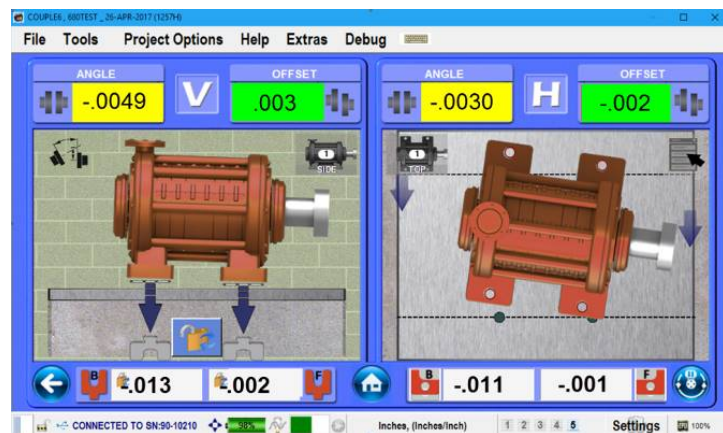 COUPLE6, 680TEST _ 26-APR-2017 (1257H)
File Tools Project Options Help Extras Debug
ANGLE OFFSET ANGLE OFFSET
-.0049 V .003 -.0030 H -.002
1 1
SIDE TOP
B -.013 -.002 F B -.011 -.001 F
CONNECTED TO SN:90-10210 98% Inches, (Inches/Inch) 1 2 3 4 5 Settings 100%